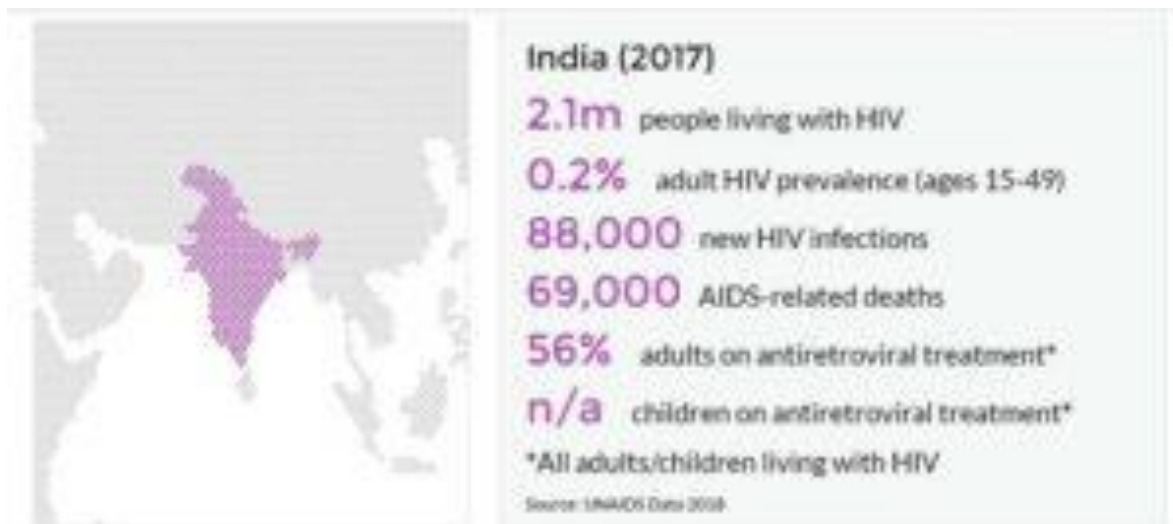 India (2017)
2.1m people living with HIV
0.2% adult HIV prevalence (ages 15-49)
88,000 new HIV infections
69,000 AIDS-related deaths
56% adults on antiretroviral treatment*
n/a children on antiretroviral treatment*
*All adults/children living with HIV
Source: UNAIDS Data 2018